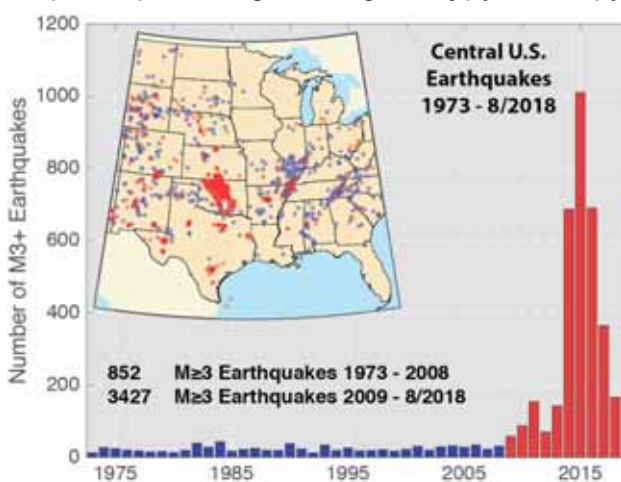 Central U.S.
Earthquakes
1973 - 8/2018
Number of M3+ Earthquakes
1200
1000
800
600
400
200
0
852 M≥3 Earthquakes 1973 - 2008
3427 M≥3 Earthquakes 2009 - 8/2018
1975 1985 1995 2005 2015